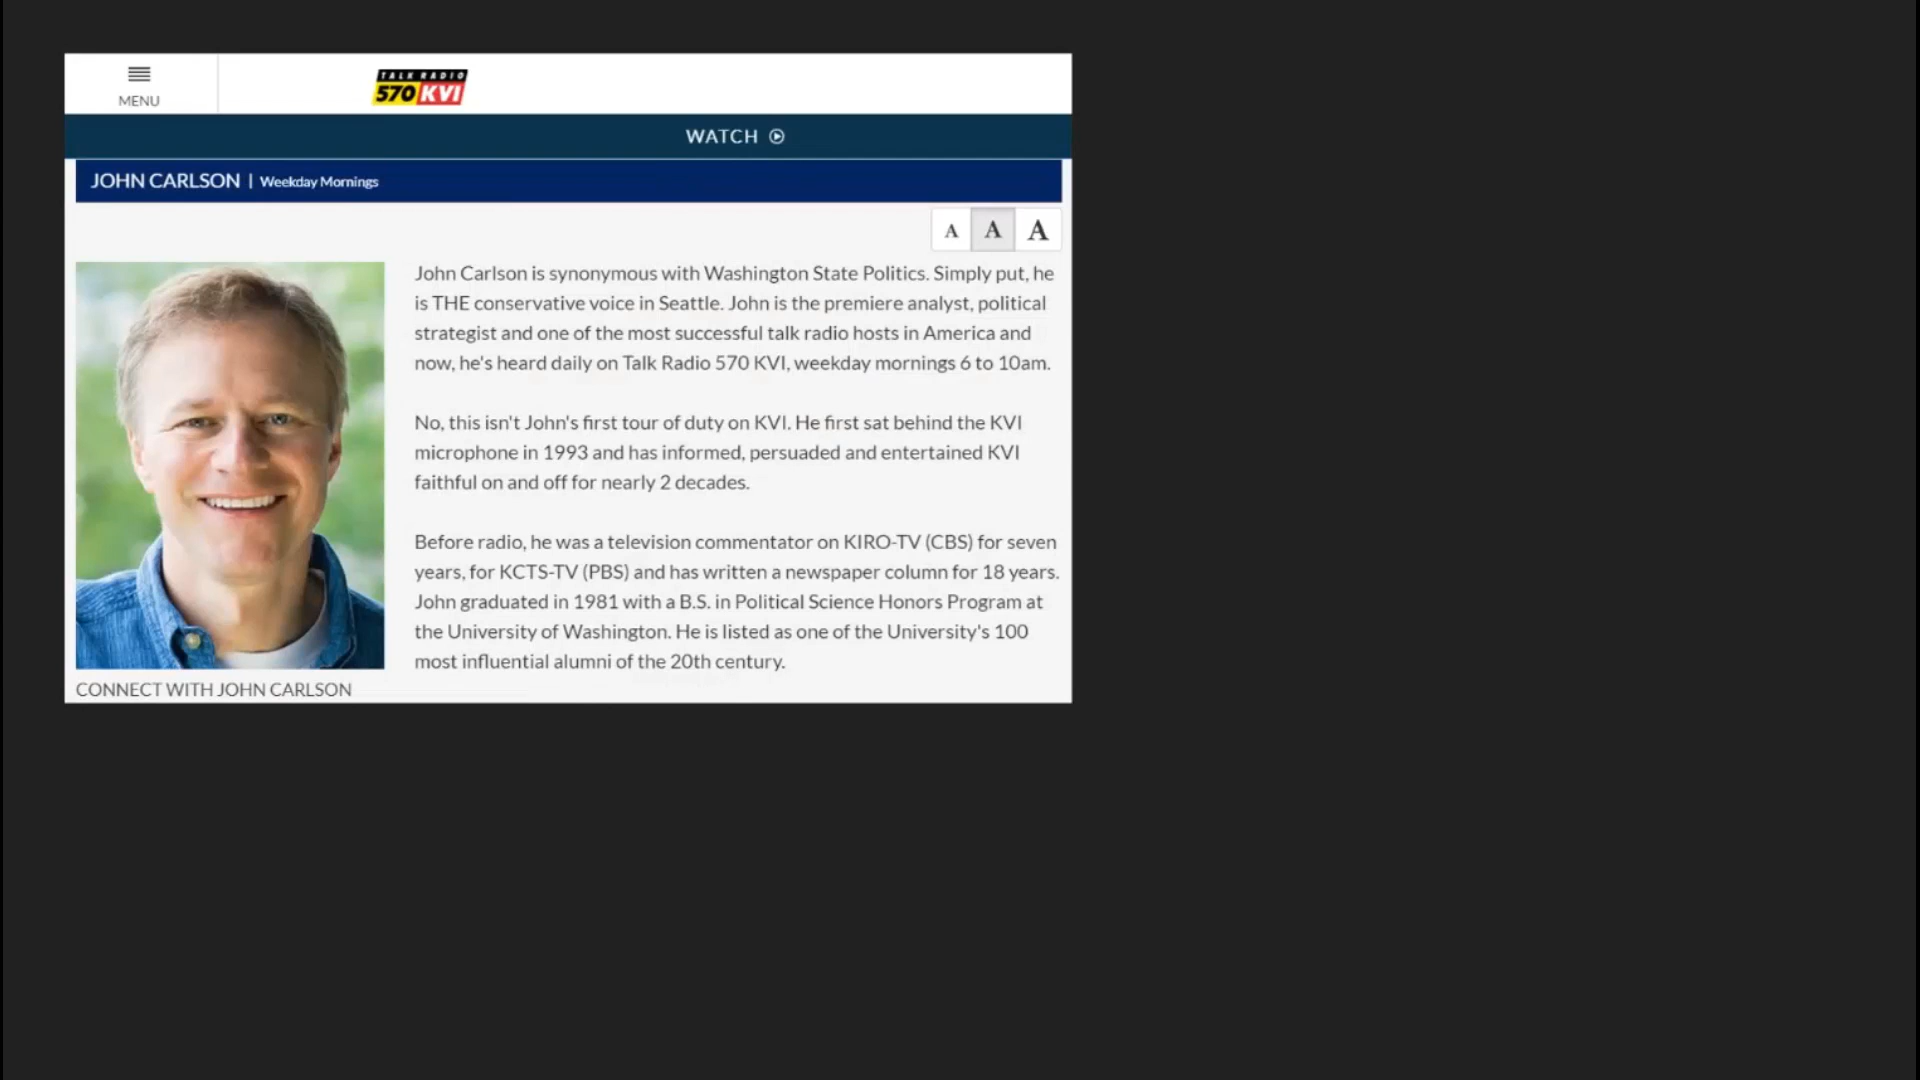 MENU
TALK RADIO
570 KVI
WATCH
JOHN CARLSON | Weekday Mornings
A A A
John Carlson is synonymous with Washington State Politics. Simply put, he
is THE conservative voice in Seattle. John is the premiere analyst, political
strategist and one of the most successful talk radio hosts in America and
now, he's heard daily on Talk Radio 570 KVI, weekday mornings 6 to 10am.
No, this isn't John's first tour of duty on KVI. He first sat behind the KVI
microphone in 1993 and has informed, persuaded and entertained KVI
faithful on and off for nearly 2 decades.
Before radio, he was a television commentator on KIRO-TV (CBS) for seven
years, for KCTS-TV (PBS) and has written a newspaper column for 18 years.
John graduated in 1981 with a B.S. in Political Science Honors Program at
the University of Washington. He is listed as one of the University's 100
most influential alumni of the 20th century.
CONNECT WITH JOHN CARLSON